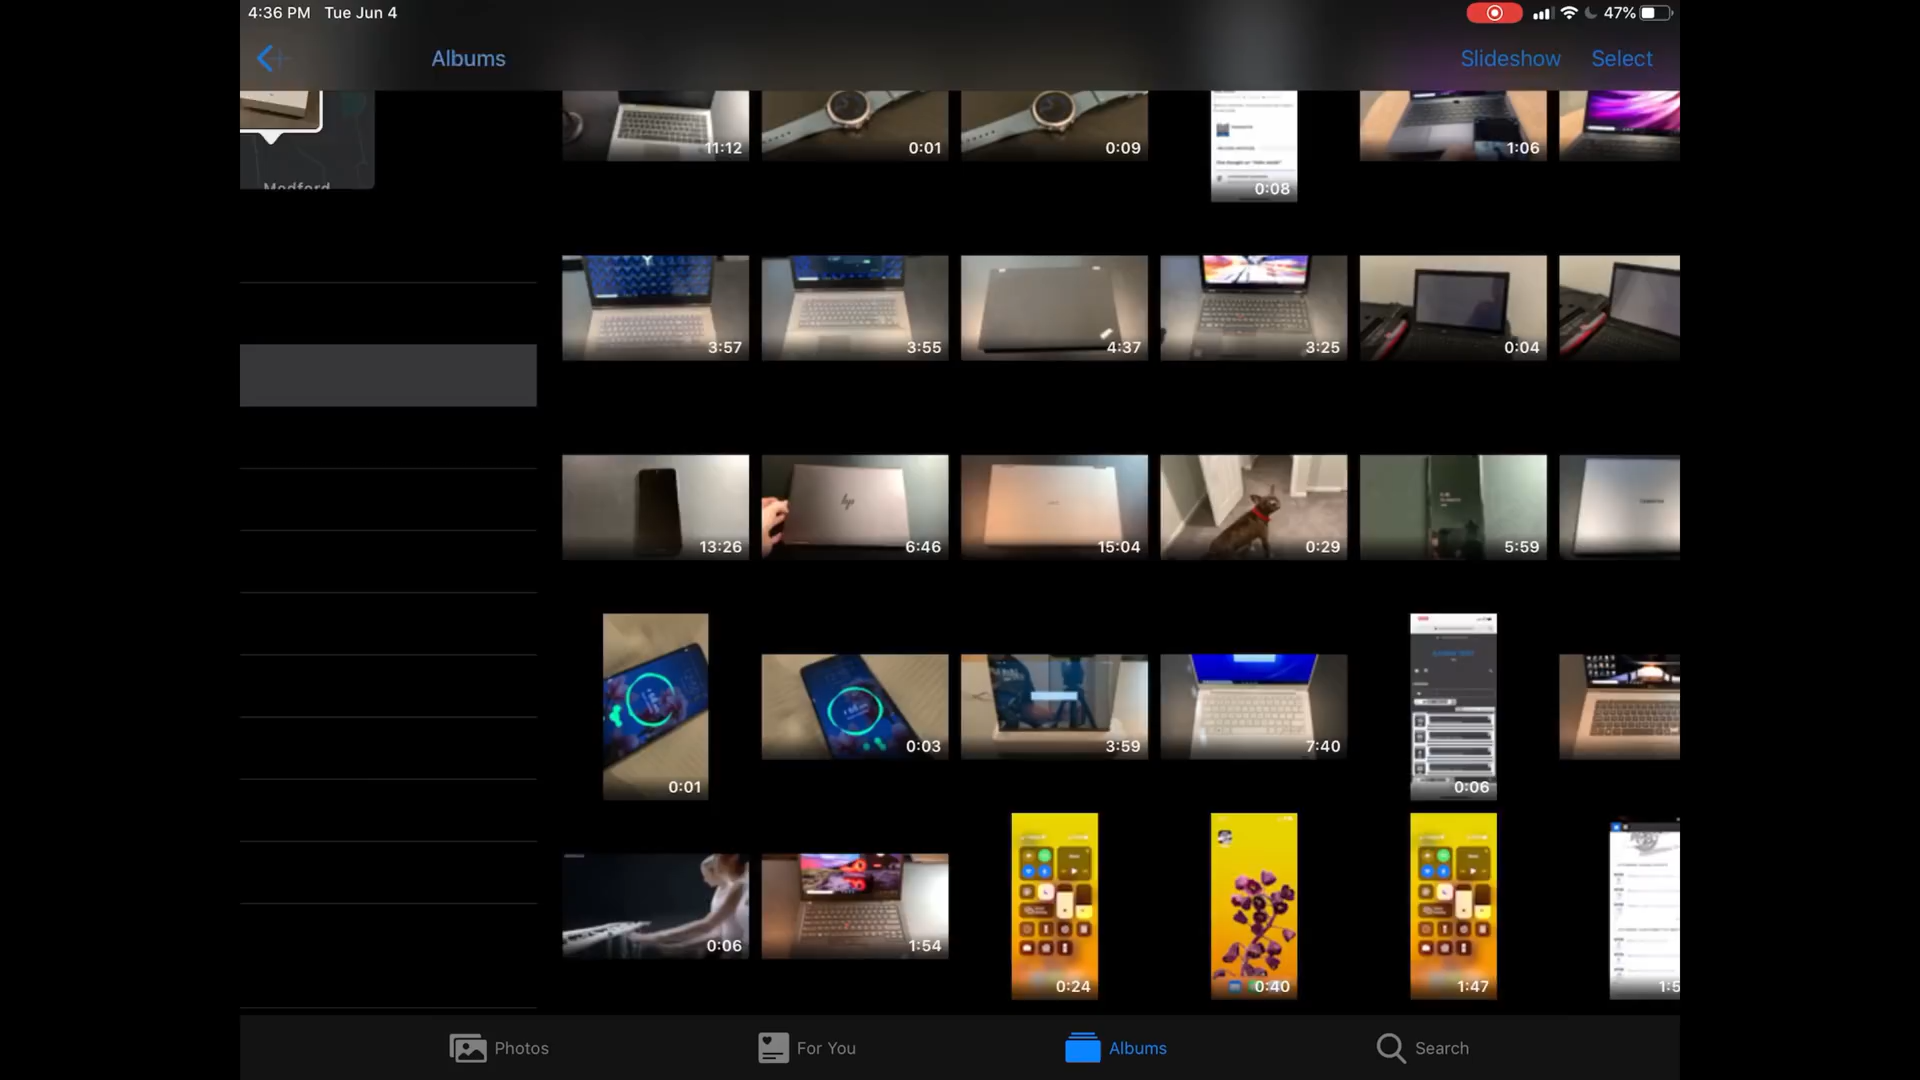 4:36 PM Tue Jun 4
47%
Albums
Slideshow Select
Medford
11:12
0:01
0:09
0:08
1:06
3:57
3:55
4:37
3:25
0:04
hp
13:26
6:46
15:04
0:29
5:59
0:01
0:03
3:59
7:40
0:06
0:06
1:54
0:24
0:40
1:47
Photos
For You
Albums
Search